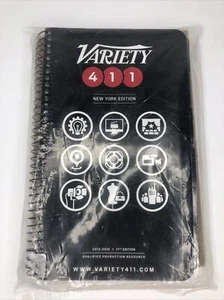 VARIETY
411
NEW YORK EDITION
QUALIFIED PRODUCTION RESOURCE
WWW.VARIETY411.COM